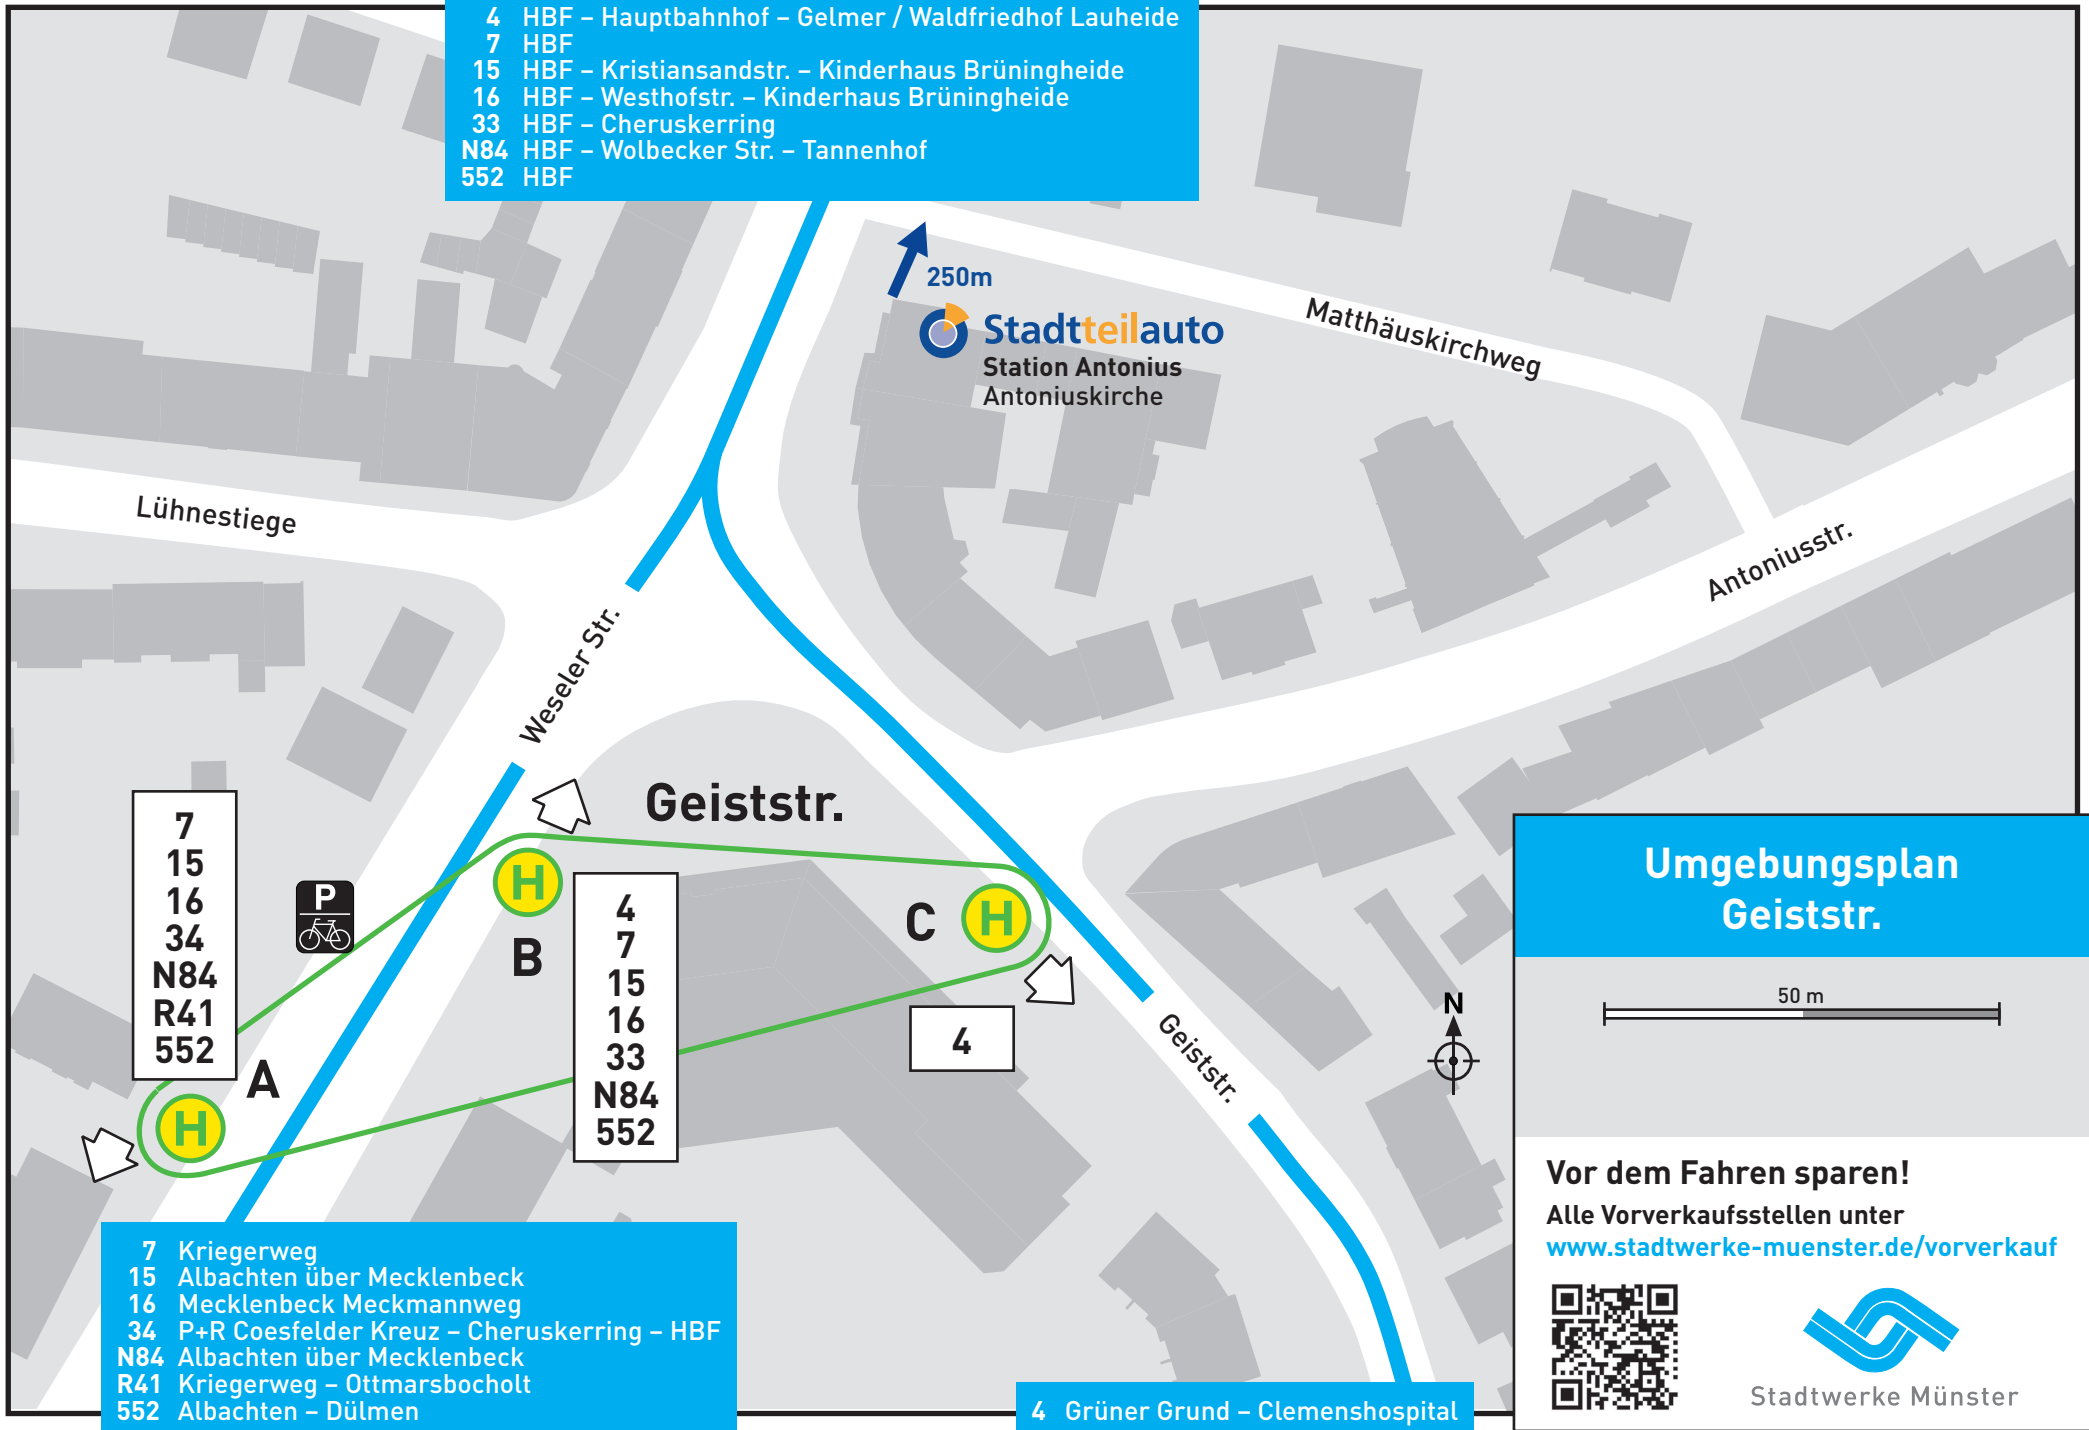 4 HBF – Hauptbahnhof – Gelmer / Waldfriedhof Lauheide
7 HBF
15 HBF – Kristiansandstr. – Kinderhaus Brüningheide
16 HBF – Westhofstr. – Kinderhaus Brüningheide
33 HBF – Cheruskerring
N84 HBF – Wolbecker Str. – Tannenhof
552 HBF
250m
Stadtteilauto
Station Antonius
Antoniuskirche
Matthäuskirchweg
Lühnestiege
Antoniusstr.
Weseler Str.
Geiststr.
7
15
16
34
N84
R41
552
A
P
H
H
B
4
7
15
16
33
N84
552
C
H
4
Geiststr.
N
Umgebungsplan
Geiststr.
50 m
Vor dem Fahren sparen!
Alle Vorverkaufsstellen unter
www.stadtwerke-muenster.de/vorverkauf
Stadtwerke Münster
7 Kriegerweg
15 Albachten über Mecklenbeck
16 Mecklenbeck Meckmannweg
34 P+R Coesfelder Kreuz – Cheruskerring – HBF
N84 Albachten über Mecklenbeck
R41 Kriegerweg – Ottmarsbocholt
552 Albachten – Dülmen
4 Grüner Grund – Clemenshospital